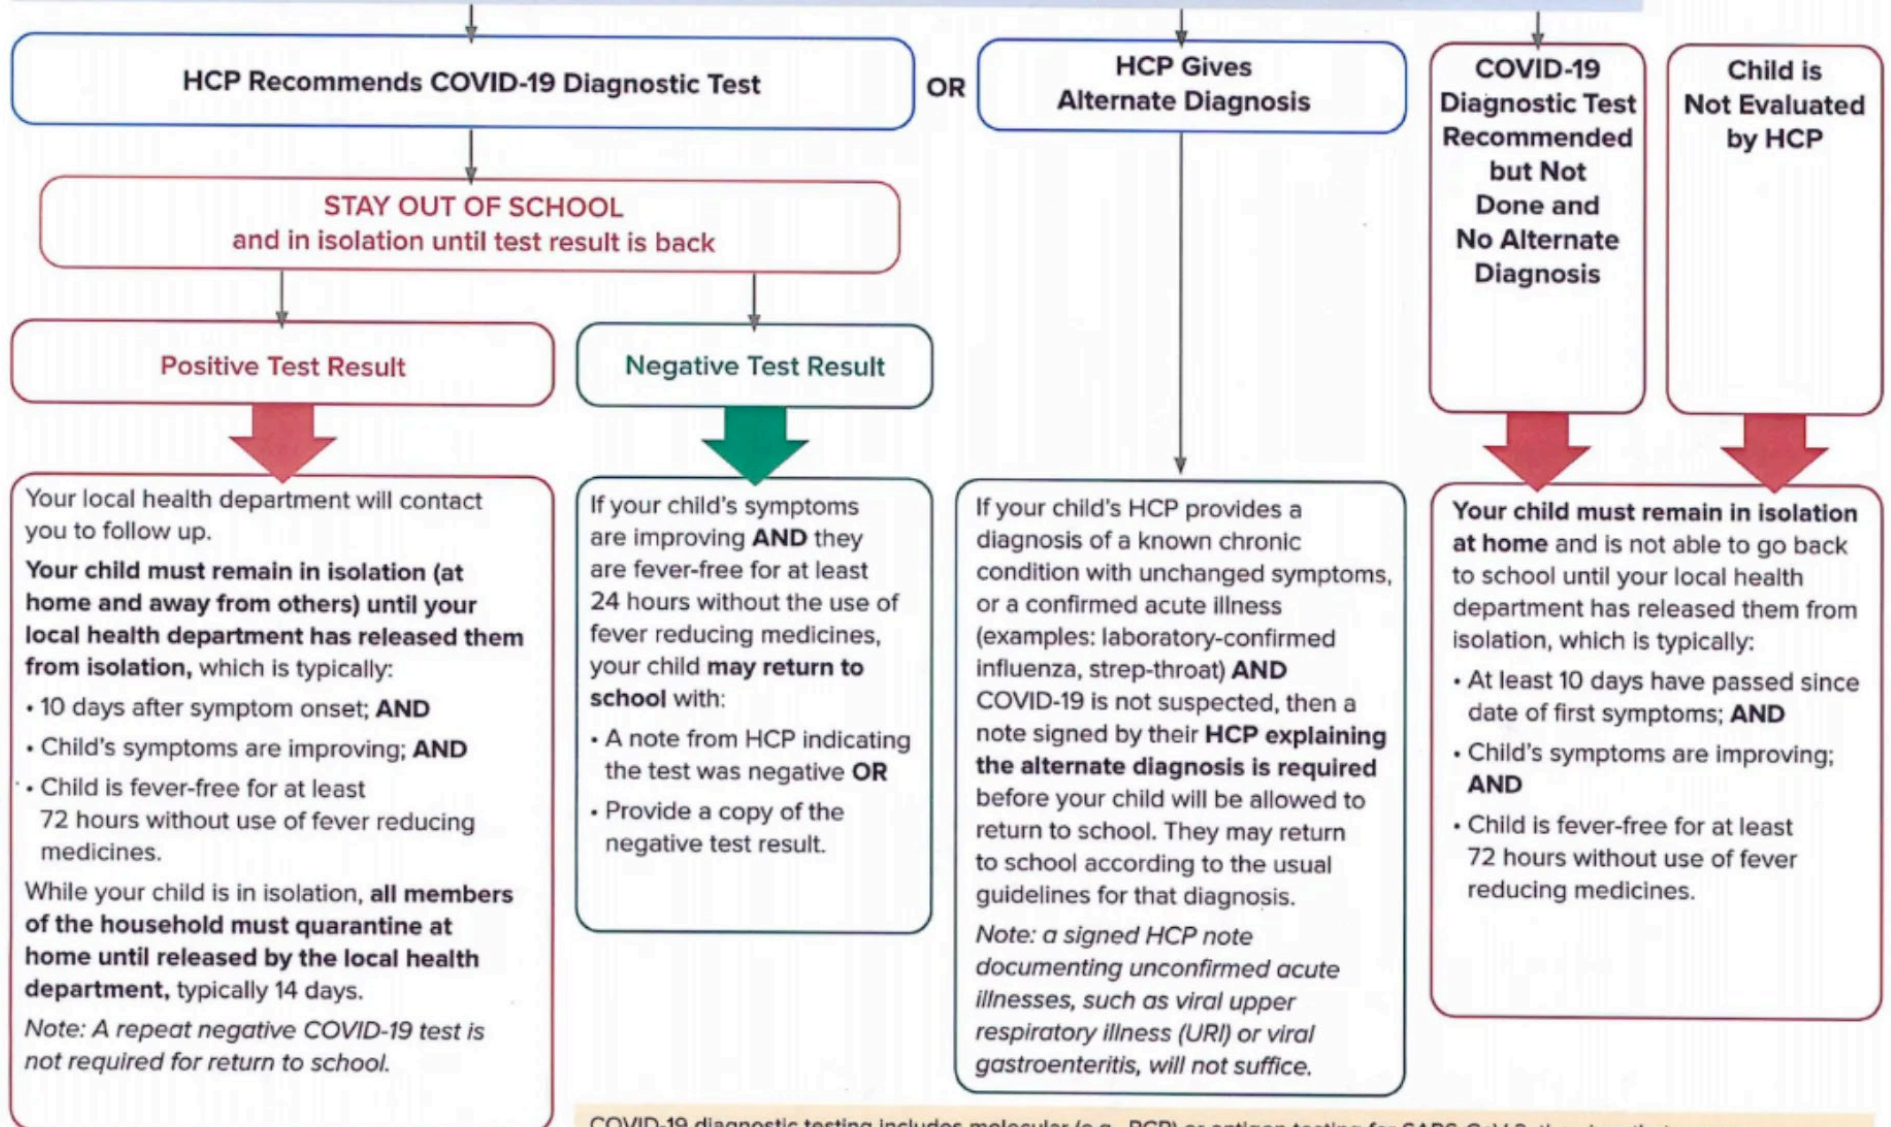 HCP Recommends COVID-19 Diagnostic Test
OR
HCP Gives
Alternate Diagnosis
COVID-19
Diagnostic Test
Recommended
but Not
Done and
No Alternate
Diagnosis
Child is
Not Evaluated
by HCP
STAY OUT OF SCHOOL
and in isolation until test result is back
Positive Test Result
Negative Test Result
Your local health department will contact
you to follow up.
Your child must remain in isolation (at
home and away from others) until your
local health department has released them
from isolation, which is typically:
• 10 days after symptom onset; AND
• Child's symptoms are improving; AND
• Child is fever-free for at least
72 hours without use of fever reducing
medicines.
While your child is in isolation, all members
of the household must quarantine at
home until released by the local health
department, typically 14 days.
Note: A repeat negative COVID-19 test is
not required for return to school.
If your child's symptoms
are improving AND they
are fever-free for at least
24 hours without the use of
fever reducing medicines,
your child may return to
school with:
• A note from HCP indicating
the test was negative OR
• Provide a copy of the
negative test result.
If your child's HCP provides a
diagnosis of a known chronic
condition with unchanged symptoms,
or a confirmed acute illness
(examples: laboratory-confirmed
influenza, strep-throat) AND
COVID-19 is not suspected, then a
note signed by their HCP explaining
the alternate diagnosis is required
before your child will be allowed to
return to school. They may return
to school according to the usual
guidelines for that diagnosis.
Note: a signed HCP note
documenting unconfirmed acute
illnesses, such as viral upper
respiratory illness (URI) or viral
gastroenteritis, will not suffice.
Your child must remain in isolation
at home and is not able to go back
to school until your local health
department has released them from
isolation, which is typically:
• At least 10 days have passed since
date of first symptoms; AND
• Child's symptoms are improving;
AND
• Child is fever-free for at least
72 hours without use of fever
reducing medicines.
COVID-19 diagnostic testing includes molecular (e.g., PCR) or antigen testing for SARS-CoV-2